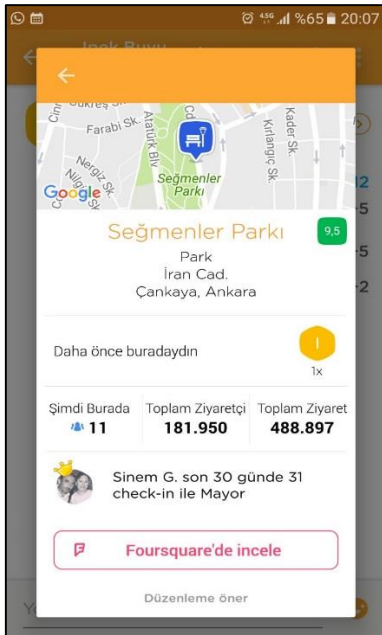 4,5G %65 20:07
Farabi Sk.
Atatürk Blv
Nergiz Sk.
Kırlangıç Sk.
Kader Sk.
Seğmenler
Parkı
Google
Seğmenler Parkı 9,5
Park
İran Cad.
Çankaya, Ankara
Daha önce buradaydın
1x
Şimdi Burada Toplam Ziyaretçi Toplam Ziyaret
11 181.950 488.897
Sinem G. son 30 günde 31
check-in ile Mayor
Foursquare'de incele
Düzenleme öner